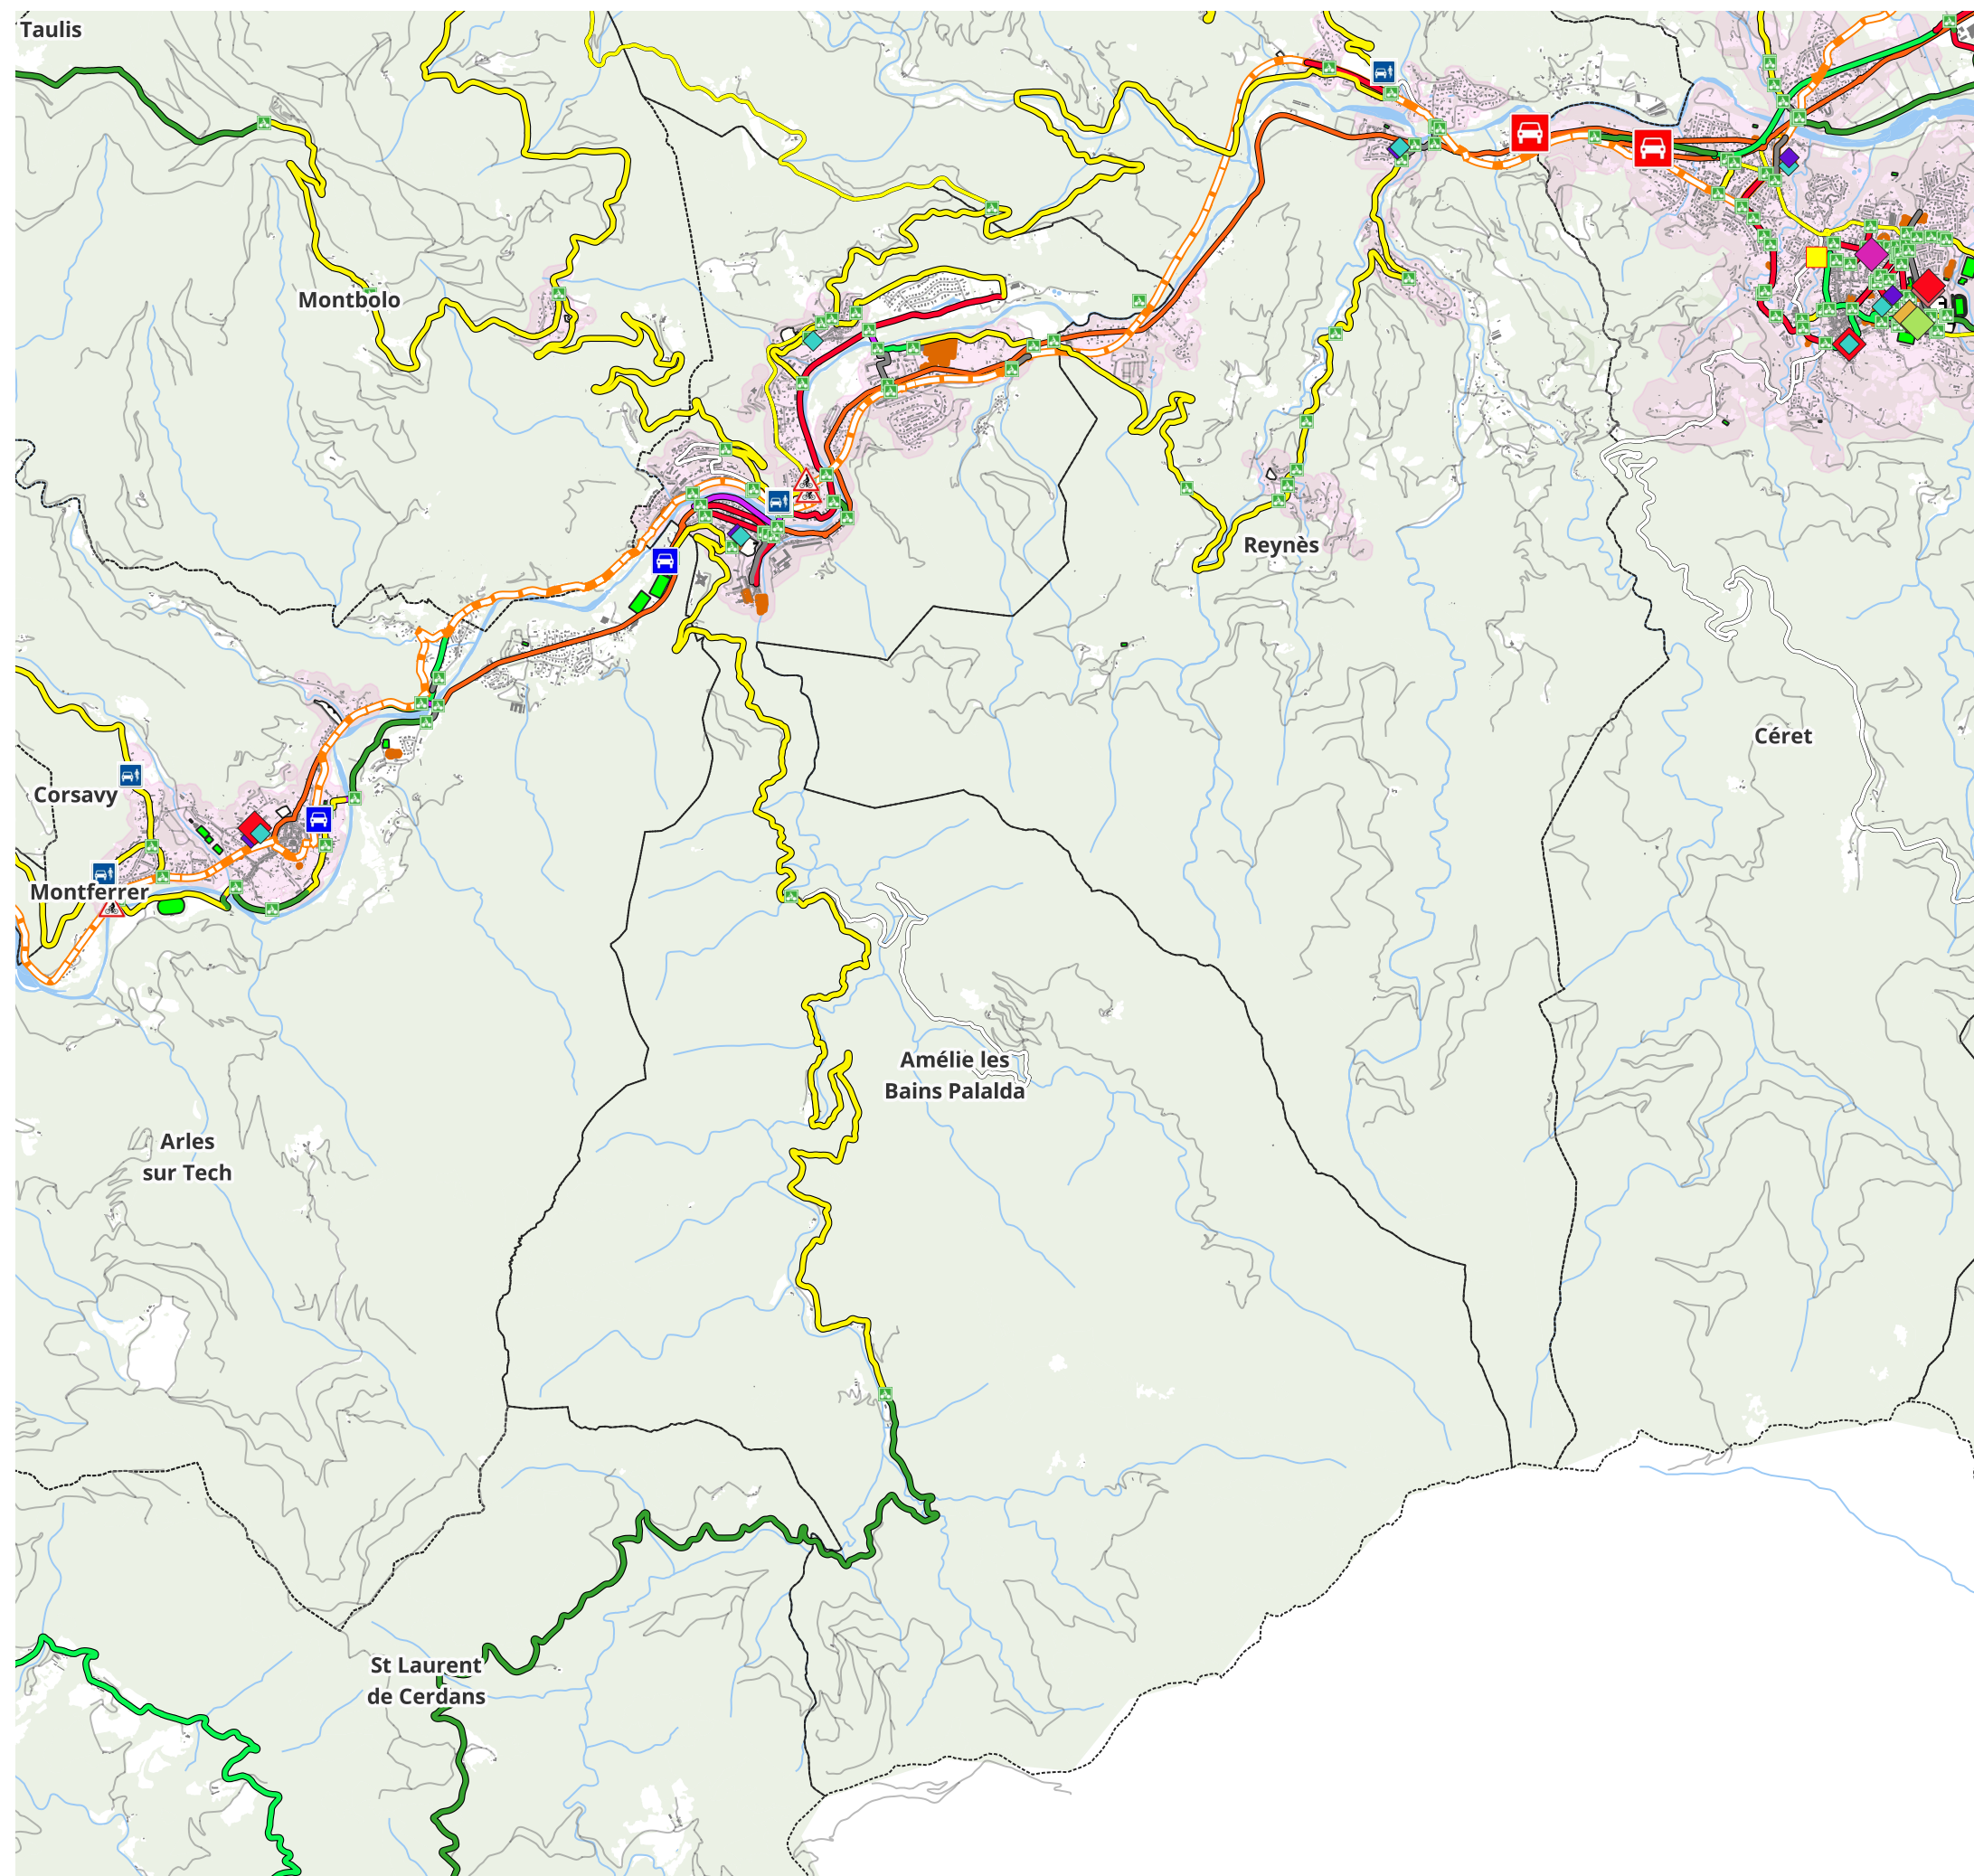 Taulis
Montbolo
Reynès
Céret
Corsavy
Montferrer
Amélie les
Bains Palalda
Arles
sur Tech
St Laurent
de Cerdans